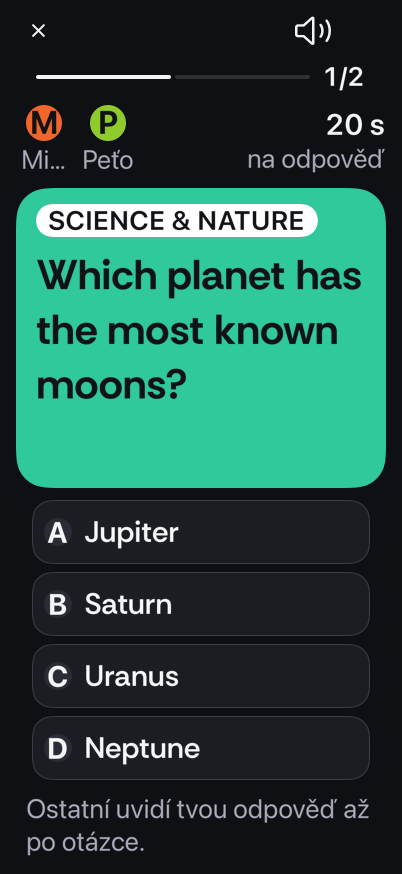 1/2
M P
20 s
Mi... Peťo
na odpověď
SCIENCE & NATURE
Which planet has
the most known
moons?
A Jupiter
B Saturn
C Uranus
D Neptune
Ostatní uvidí tvou odpověď až
po otázce.